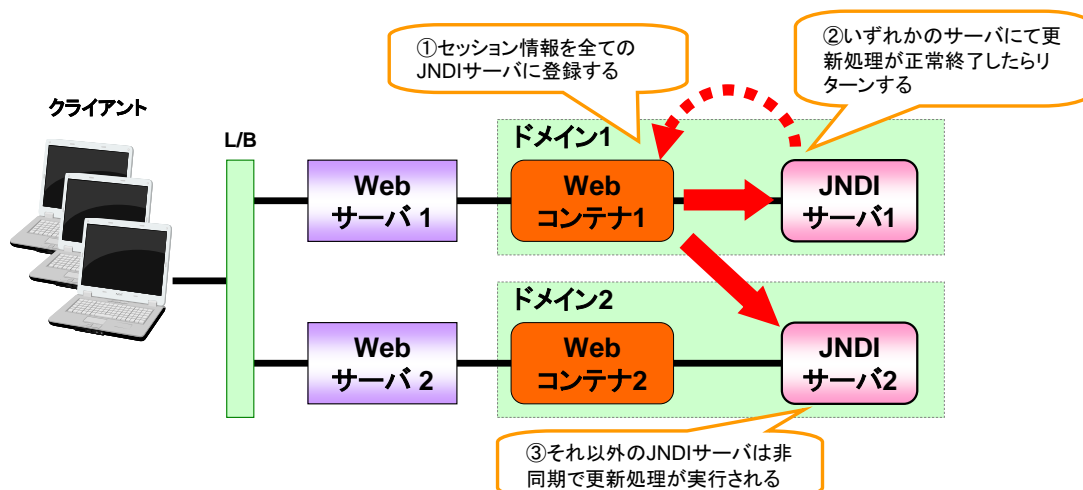 ①セッション情報を全ての
JNDIサーバに登録する
②いずれかのサーバにて更
新処理が正常終了したらリ
ターンする
クライアント
L/B
ドメイン1
Web
サーバ 1
Web
コンテナ1
JNDI
サーバ1
ドメイン2
Web
サーバ 2
Web
コンテナ2
JNDI
サーバ2
③それ以外のJNDIサーバは非
同期で更新処理が実行される